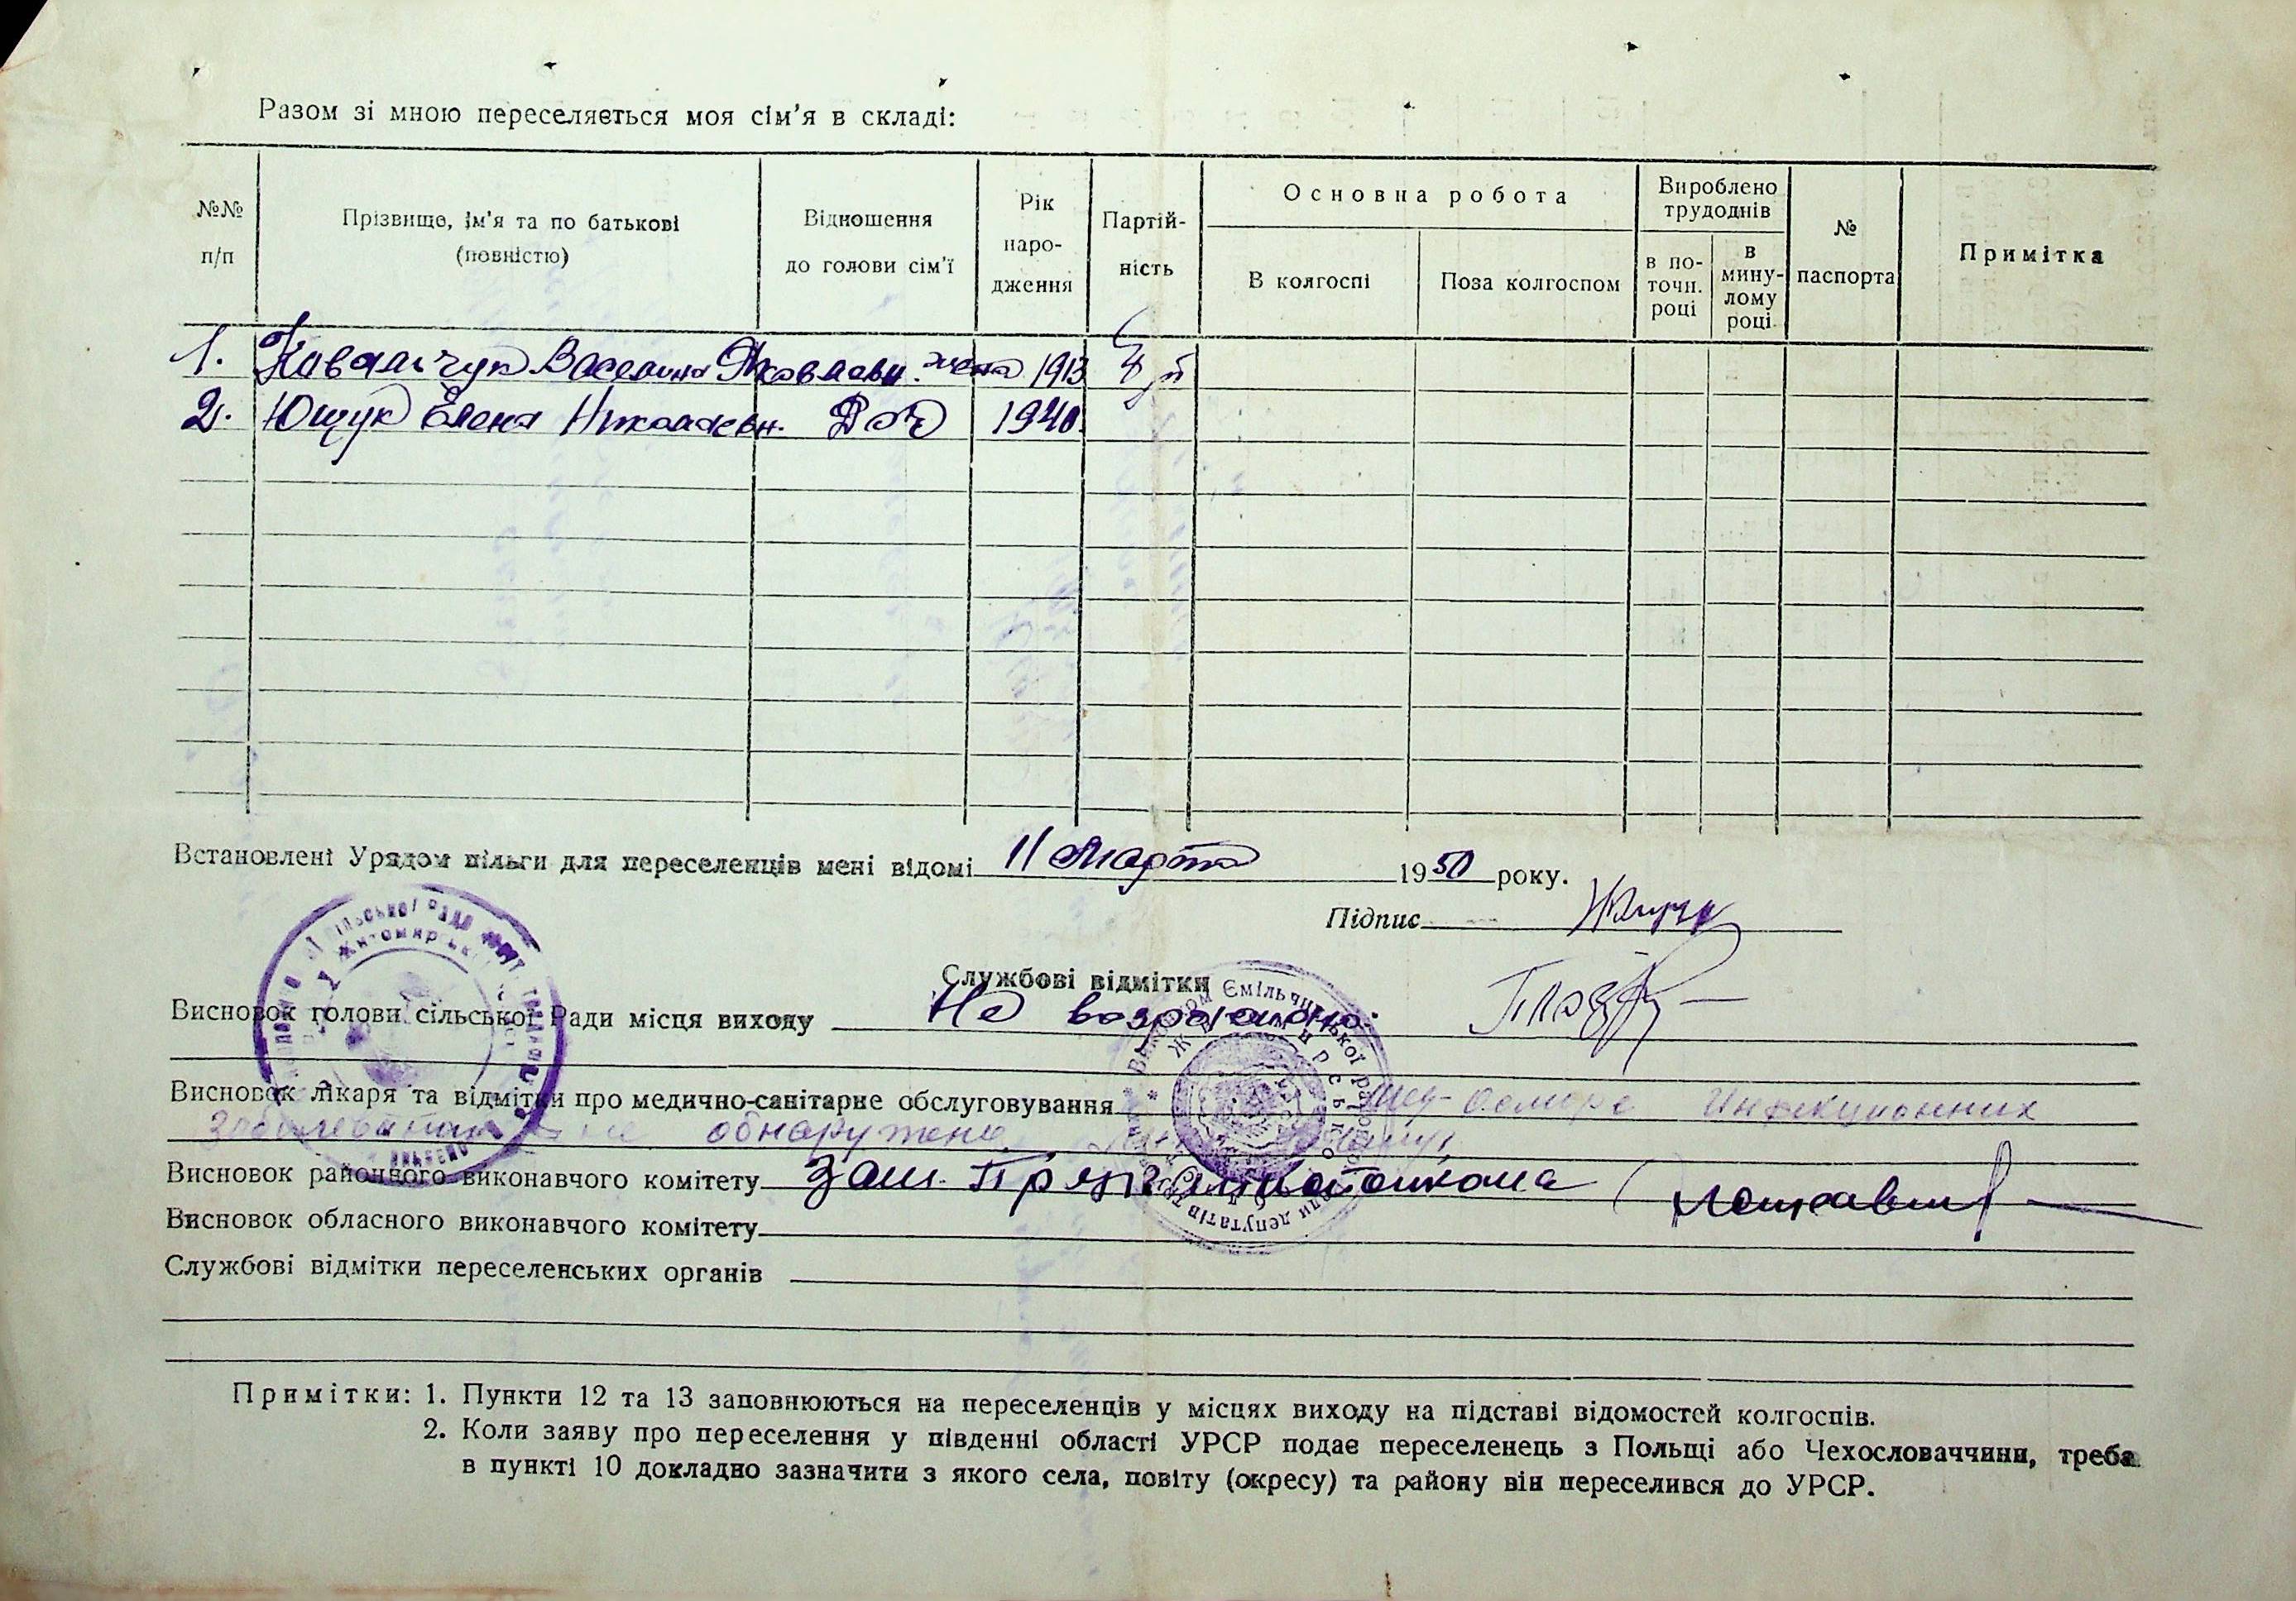 Разом зі мною переселяється моя сім'я в складі:
№№ п/п
Прізвище, ім'я та по батькові (повністю)
Відношення до голови сім'ї
Рік народження
Партійність
Основна робота
В колгоспі
Поза колгоспом
Вироблено трудоднів
в поточн. році
в минулому році
№ паспорта
Примітка
1. Ковальчук Василина Яковлевн. жена 1913 б/п
2. Ющук Елена Николаевн. Доч 1940.
Встановлені Урядом пільги для переселенців мені відомі 11 марта 1950 року.
Підпис
Службові відмітки
Висновок голови сільської Ради місця виходу Не возражаю.
Висновок лікаря та відмітки про медично-санітарне обслуговування осмотре Инфекционних
заболеваний не обнаружено
Висновок районного виконавчого комітету Зам.
Висновок обласного виконавчого комітету
Службові відмітки переселенських органів
Примітки: 1. Пункти 12 та 13 заповнюються на переселенців у місцях виходу на підставі відомостей колгоспів.
2. Коли заяву про переселення у південні області УРСР подає переселенець з Польщі або Чехословаччини, треба
в пункті 10 докладно зазначити з якого села, повіту (окресу) та району він переселився до УРСР.